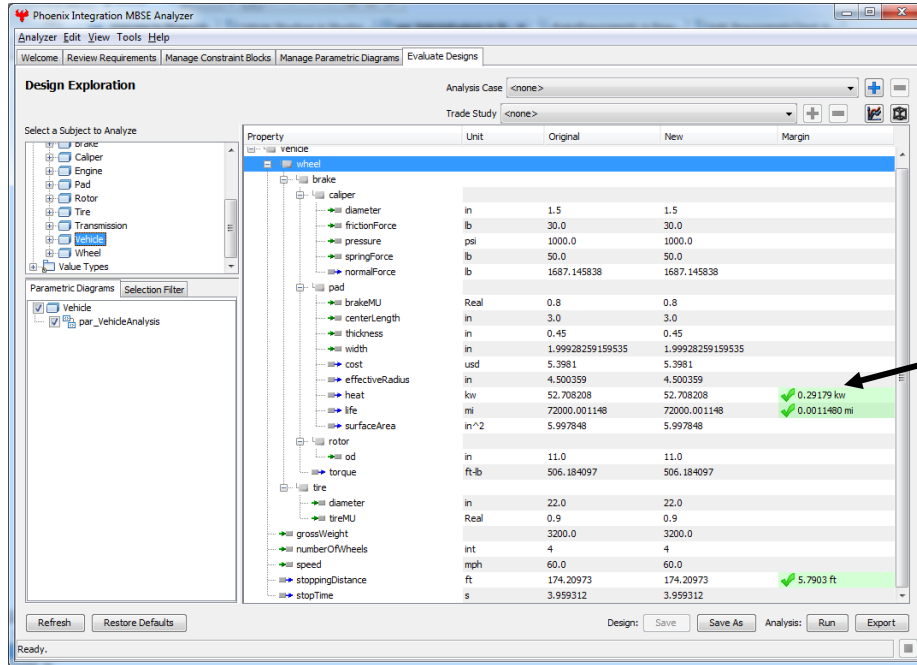 Phoenix Integration MBSE Analyzer
Analyzer Edit View Tools Help
Welcome Review Requirements Manage Constraint Blocks Manage Parametric Diagrams Evaluate Designs
Design Exploration
Analysis Case <none>
Trade Study <none>
Select a Subject to Analyze
Brake
Caliper
Engine
Pad
Rotor
Tire
Transmission
Vehicle
Wheel
Value Types
Parametric Diagrams Selection Filter
Vehicle
par_VehicleAnalysis
Property Unit Original New Margin
Vehicle
wheel
brake
caliper
diameter in 1.5 1.5
frictionForce lb 30.0 30.0
pressure psi 1000.0 1000.0
springForce lb 50.0 50.0
normalForce lb 1687.145838 1687.145838
pad
brakeMU Real 0.8 0.8
centerLength in 3.0 3.0
thickness in 0.45 0.45
width in 1.99928259159535 1.99928259159535
cost usd 5.3981 5.3981
effectiveRadius in 4.500359 4.500359
heat kw 52.708208 52.708208 0.29179 kw
life mi 72000.001148 72000.001148 0.0011480 mi
surfaceArea in^2 5.997848 5.997848
rotor
od in 11.0 11.0
torque ft-lb 506.184097 506.184097
tire
diameter in 22.0 22.0
tireMU Real 0.9 0.9
grossWeight 3200.0 3200.0
numberOfWheels int 4 4
speed mph 60.0 60.0
stoppingDistance ft 174.20973 174.20973 5.7903 ft
stopTime s 3.959312 3.959312
Refresh Restore Defaults Design: Save Save As Analysis: Run Export
Ready.